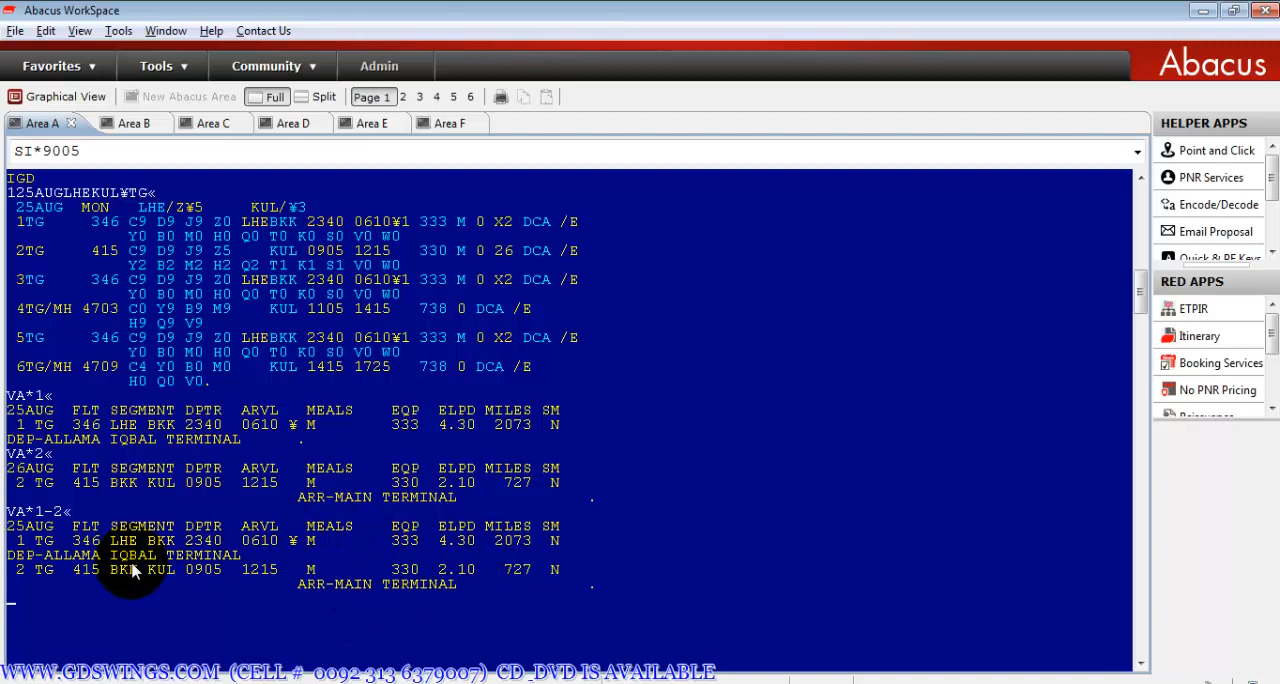 Abacus WorkSpace
File Edit View Tools Window Help Contact Us
Favorites Tools Community Admin Abacus
Graphical View New Abacus Area Full Split Page 1 2 3 4 5 6
Area A Area B Area C Area D Area E Area F
SI*9005
IGD
125AUGLHEKUL¥TG«
25AUG MON LHE/Z¥5 KUL/¥3
1TG 346 C9 D9 J9 Z0 LHEBKK 2340 0610¥1 333 M 0 X2 DCA /E
Y0 B0 M0 H0 Q0 T0 K0 S0 V0 W0
2TG 415 C9 D9 J9 Z5 KUL 0905 1215 330 M 0 26 DCA /E
Y2 B2 M2 H2 Q2 T1 K1 S1 V0 W0
3TG 346 C9 D9 J9 Z0 LHEBKK 2340 0610¥1 333 M 0 X2 DCA /E
Y0 B0 M0 H0 Q0 T0 K0 S0 V0 W0
4TG/MH 4703 C0 Y9 B9 M9 KUL 1105 1415 738 0 DCA /E
H9 Q9 V9
5TG 346 C9 D9 J9 Z0 LHEBKK 2340 0610¥1 333 M 0 X2 DCA /E
Y0 B0 M0 H0 Q0 T0 K0 S0 V0 W0
6TG/MH 4709 C4 Y0 B0 M0 KUL 1415 1725 738 0 DCA /E
H0 Q0 V0.
VA*1«
25AUG FLT SEGMENT DPTR ARVL MEALS EQP ELPD MILES SM
1 TG 346 LHE BKK 2340 0610 ¥ M 333 4.30 2073 N
DEP-ALLAMA IQBAL TERMINAL .
VA*2«
26AUG FLT SEGMENT DPTR ARVL MEALS EQP ELPD MILES SM
2 TG 415 BKK KUL 0905 1215 M 330 2.10 727 N
ARR-MAIN TERMINAL .
VA*1-2«
25AUG FLT SEGMENT DPTR ARVL MEALS EQP ELPD MILES SM
1 TG 346 LHE BKK 2340 0610 ¥ M 333 4.30 2073 N
DEP-ALLAMA IQBAL TERMINAL
2 TG 415 BKK KUL 0905 1215 M 330 2.10 727 N
ARR-MAIN TERMINAL .
HELPER APPS
Point and Click
PNR Services
Encode/Decode
Email Proposal
Quick & PF Keys
RED APPS
ETPIR
Itinerary
Booking Services
No PNR Pricing
WWW.GDSWINGS.COM (CELL # 0092 313 6379007) CD_DVD IS AVAILABLE